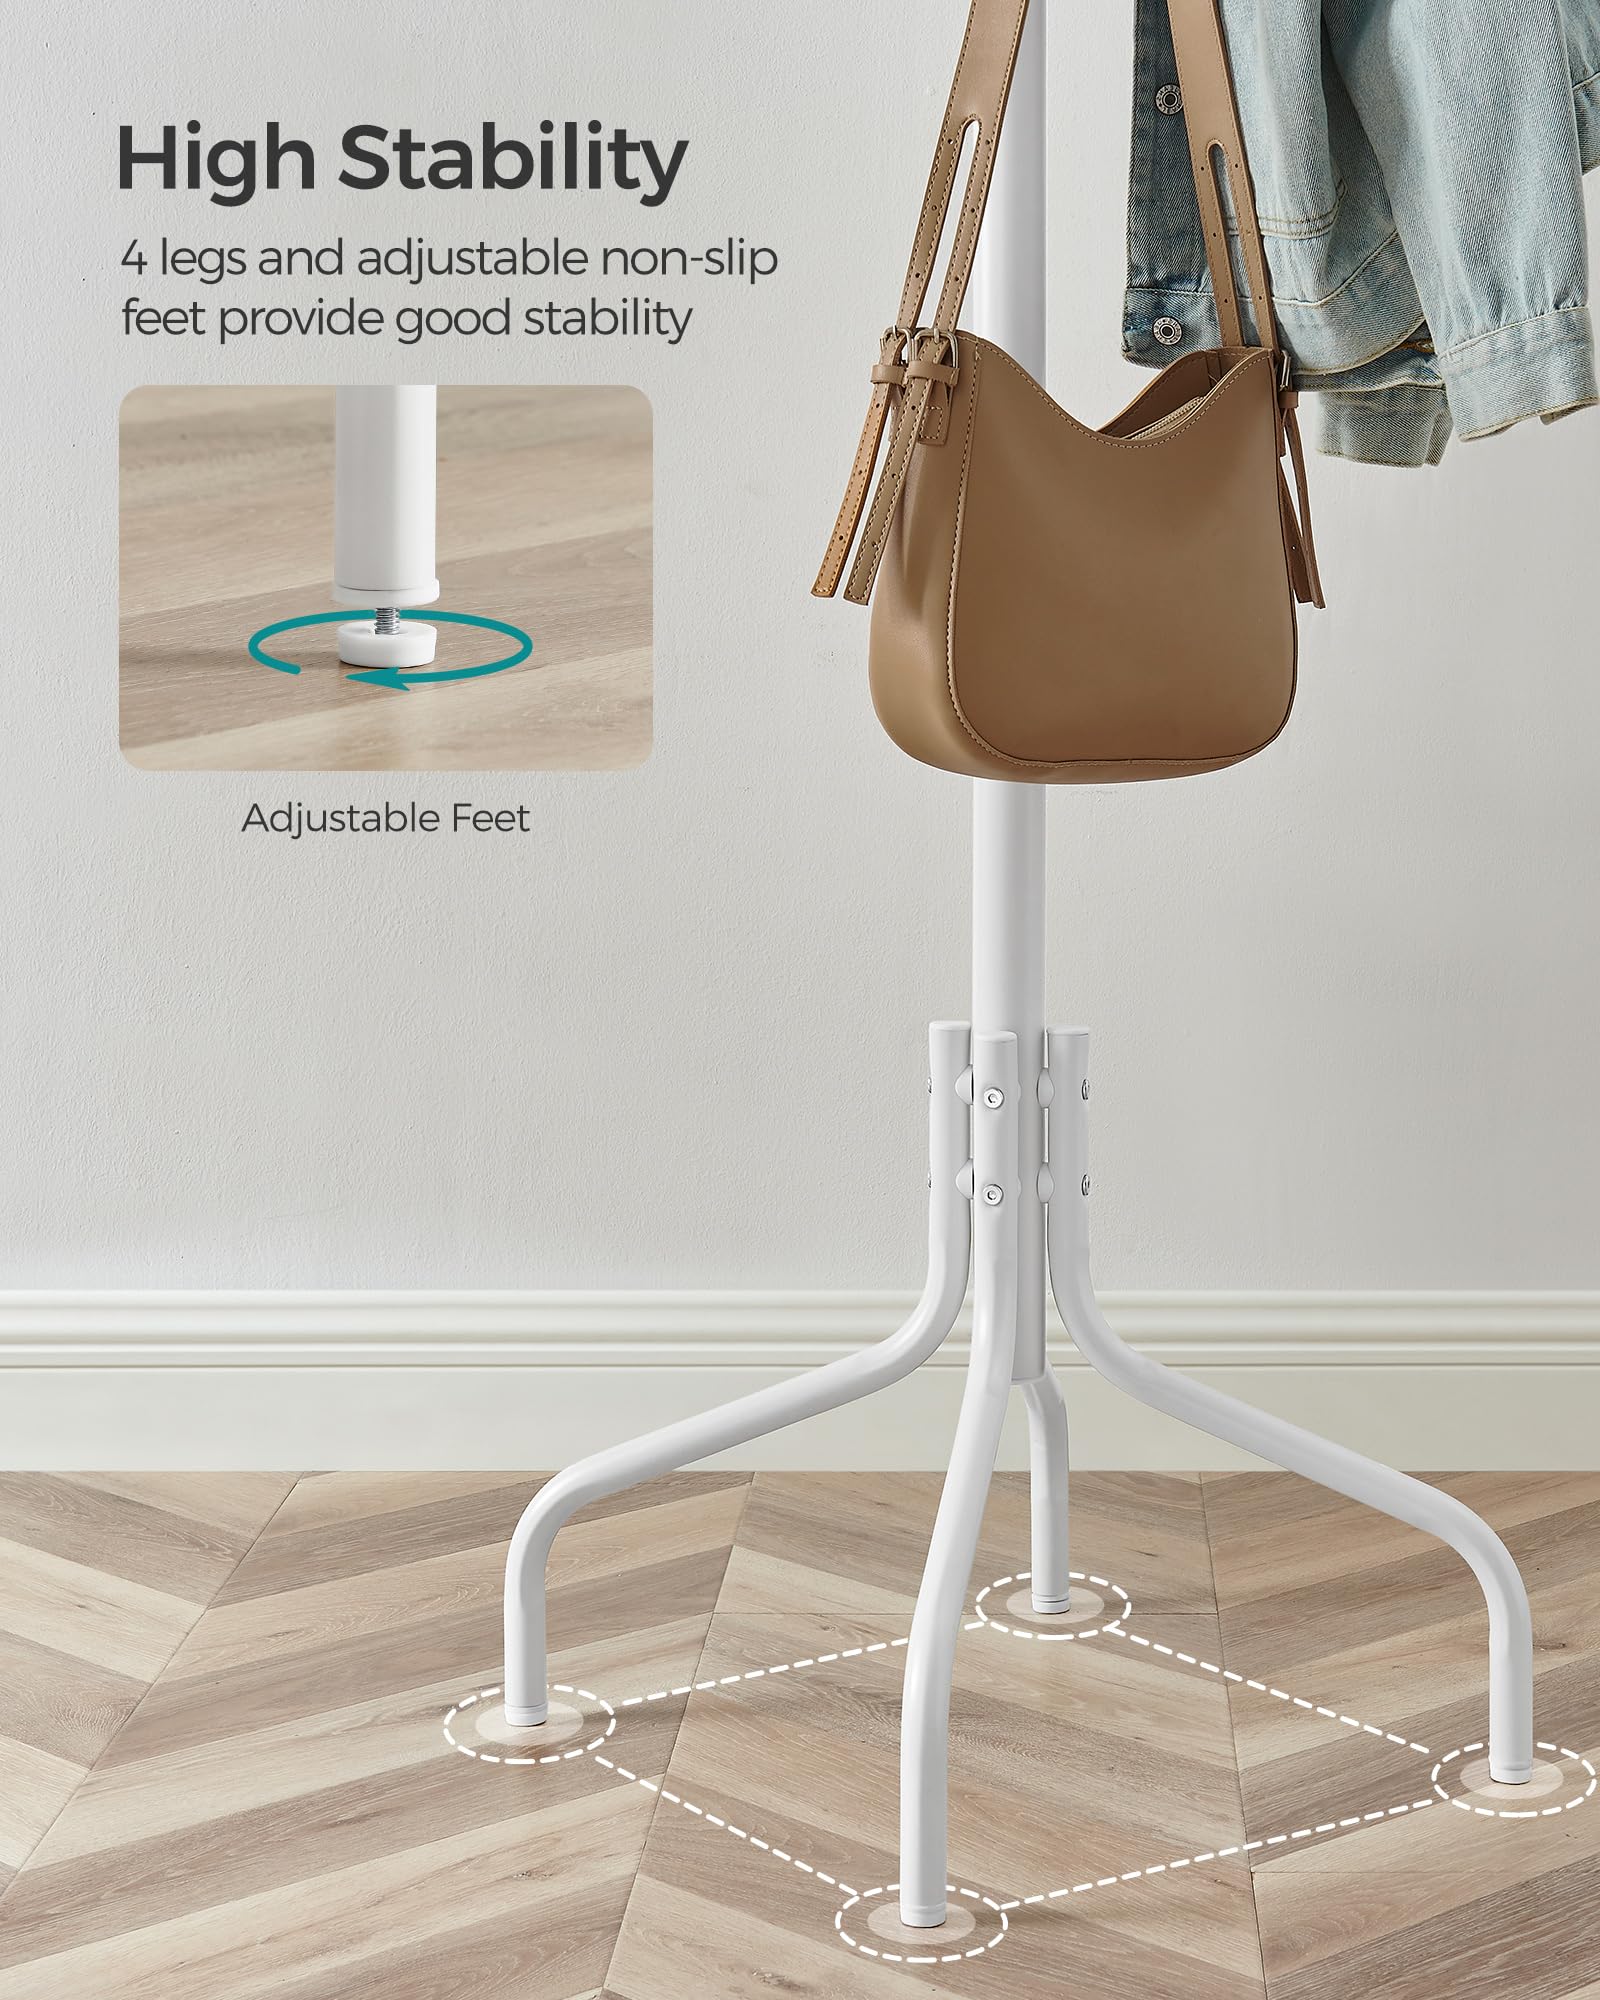 High Stability
4 legs and adjustable non-slip
feet provide good stability
Adjustable Feet